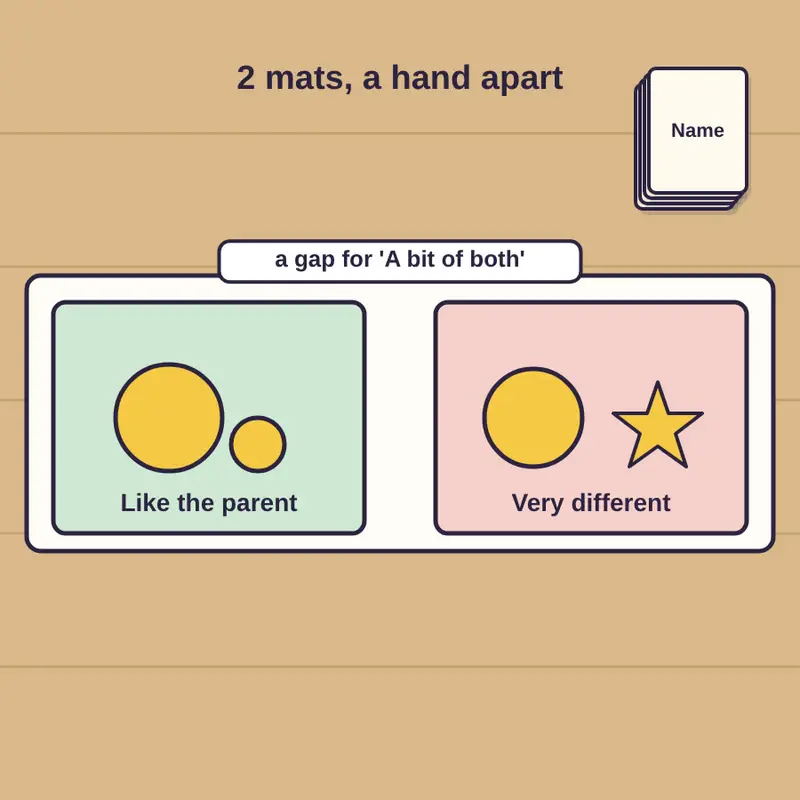 2 mats, a hand apart
Name
a gap for 'A bit of both'
Like the parent
Very different